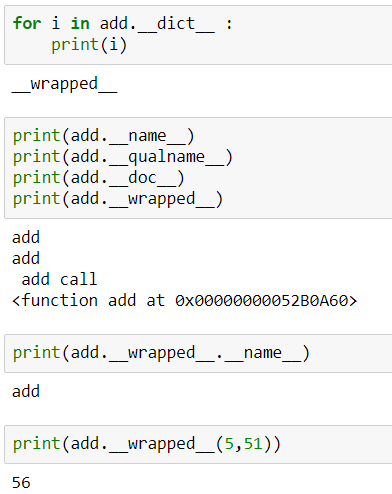 for i in add.__dict__ :
    print(i)
__wrapped__
print(add.__name__)
print(add.__qualname__)
print(add.__doc__)
print(add.__wrapped__)
add
add
 add call
<function add at 0x00000000052B0A60>
print(add.__wrapped__.__name__)
add
print(add.__wrapped__(5,51))
56